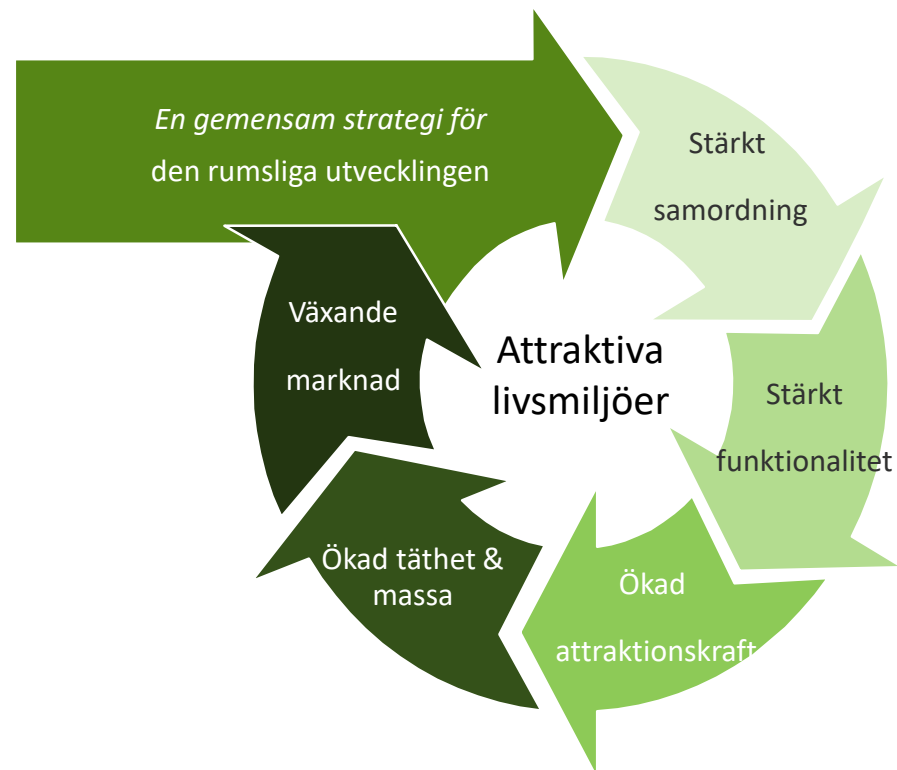 En gemensam strategi för
den rumsliga utvecklingen
Stärkt
samordning
Stärkt
funktionalitet
Ökad
attraktionskraft
Ökad täthet &
massa
Växande
marknad
Attraktiva
livsmiljöer